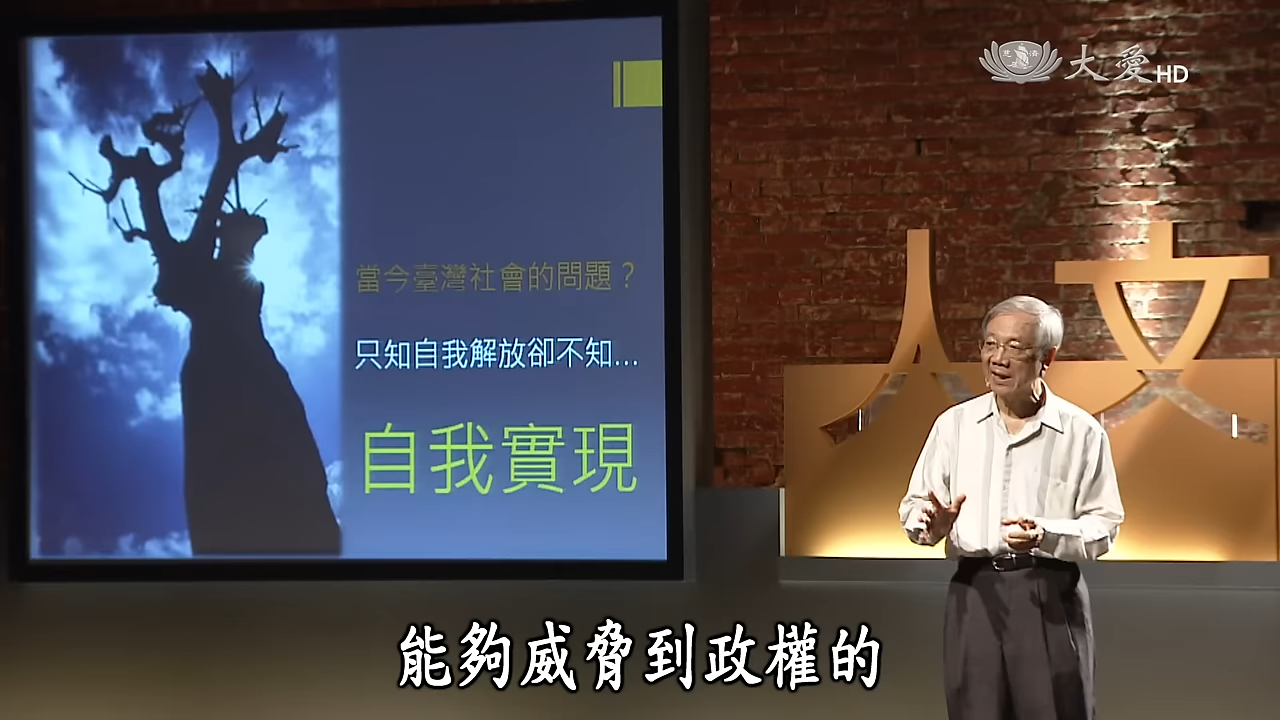 大愛HD
當今臺灣社會的問題？
只知自我解放卻不知...
自我實現
人文
能夠威脅到政權的